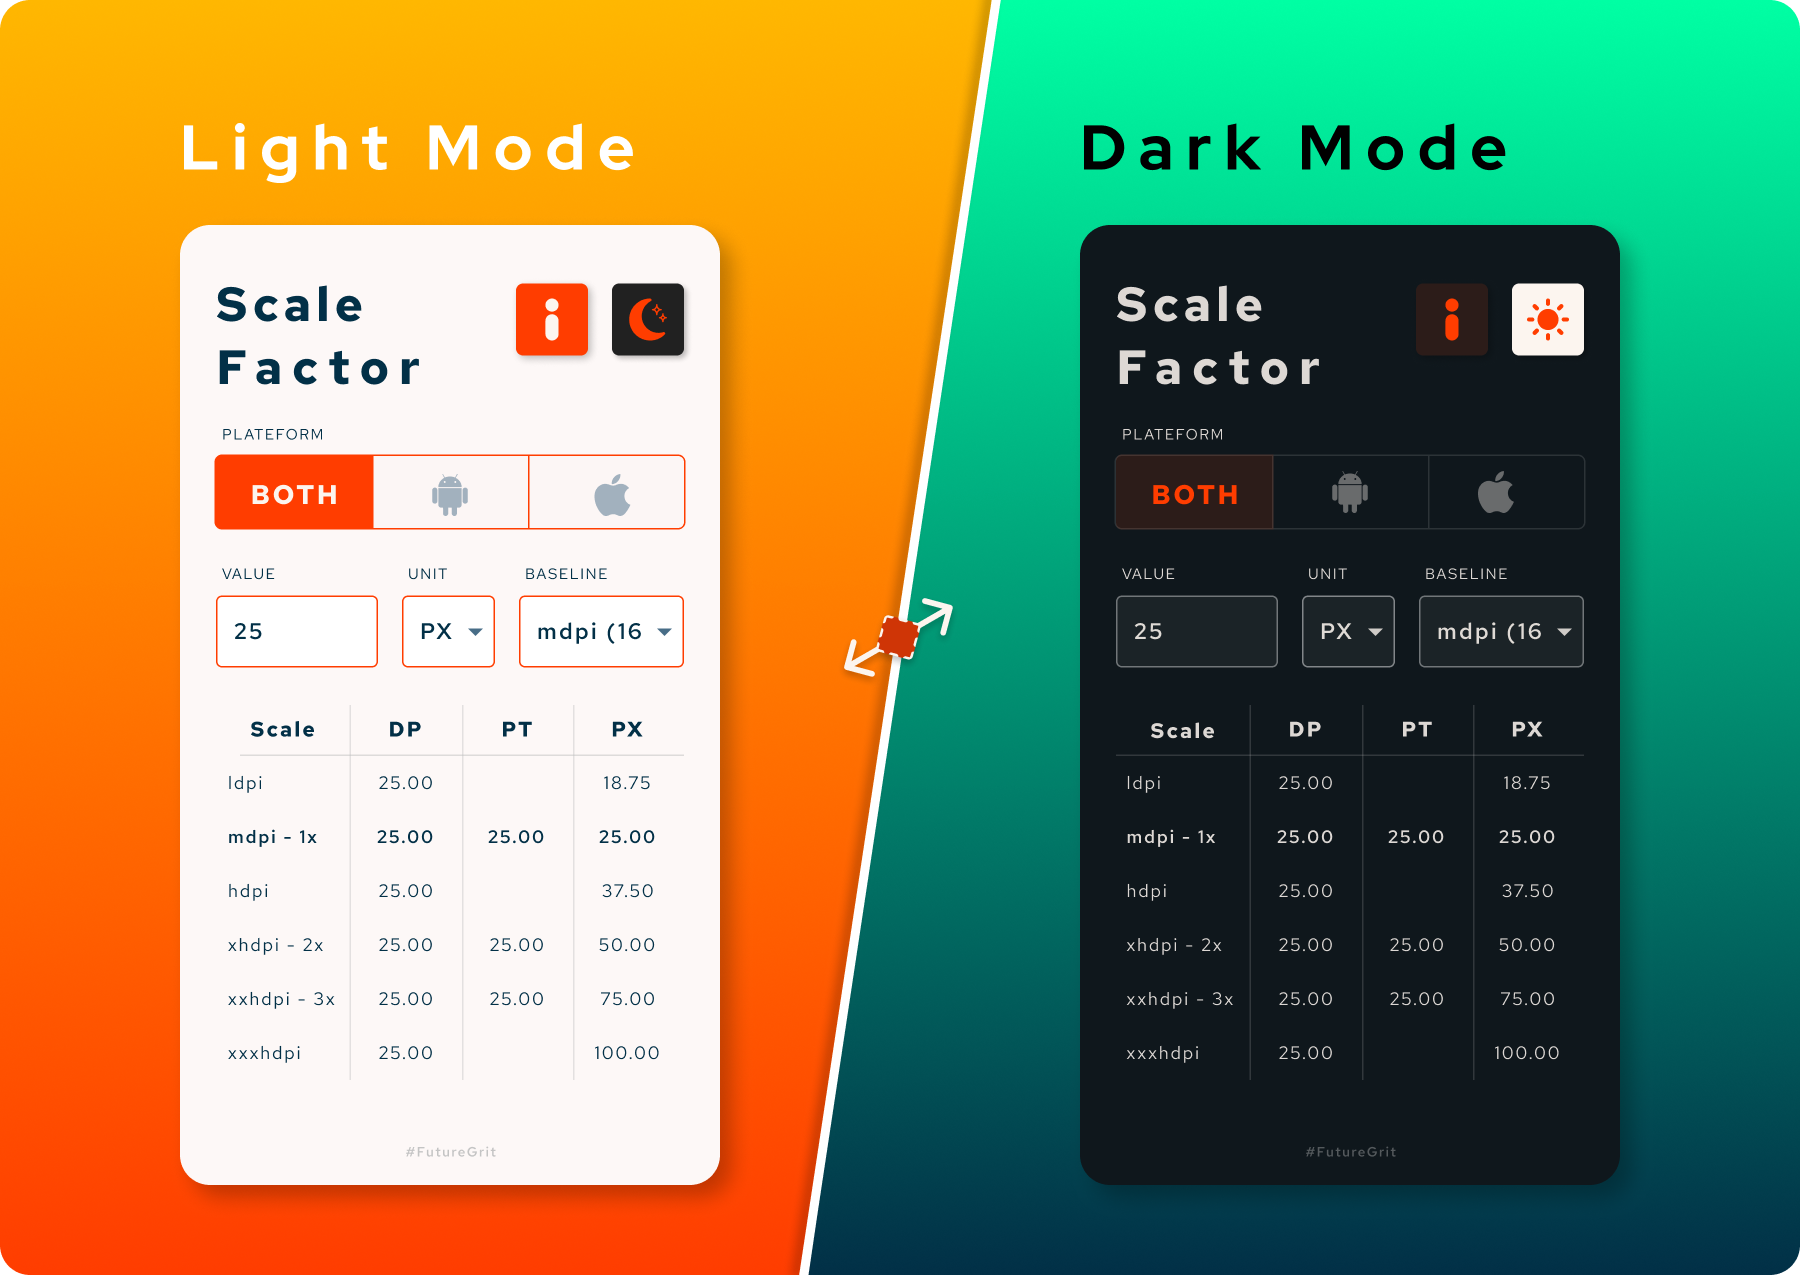 Light Mode
Scale
Factor
PLATEFORM
BOTH
VALUE UNIT BASELINE
25 PX mdpi (16
Scale DP PT PX
ldpi 25.00 18.75
mdpi - 1x 25.00 25.00 25.00
hdpi 25.00 37.50
xhdpi - 2x 25.00 25.00 50.00
xxhdpi - 3x 25.00 25.00 75.00
xxxhdpi 25.00 100.00
#FutureGrit
Dark Mode
Scale
Factor
PLATEFORM
BOTH
VALUE UNIT BASELINE
25 PX mdpi (16
Scale DP PT PX
ldpi 25.00 18.75
mdpi - 1x 25.00 25.00 25.00
hdpi 25.00 37.50
xhdpi - 2x 25.00 25.00 50.00
xxhdpi - 3x 25.00 25.00 75.00
xxxhdpi 25.00 100.00
#FutureGrit